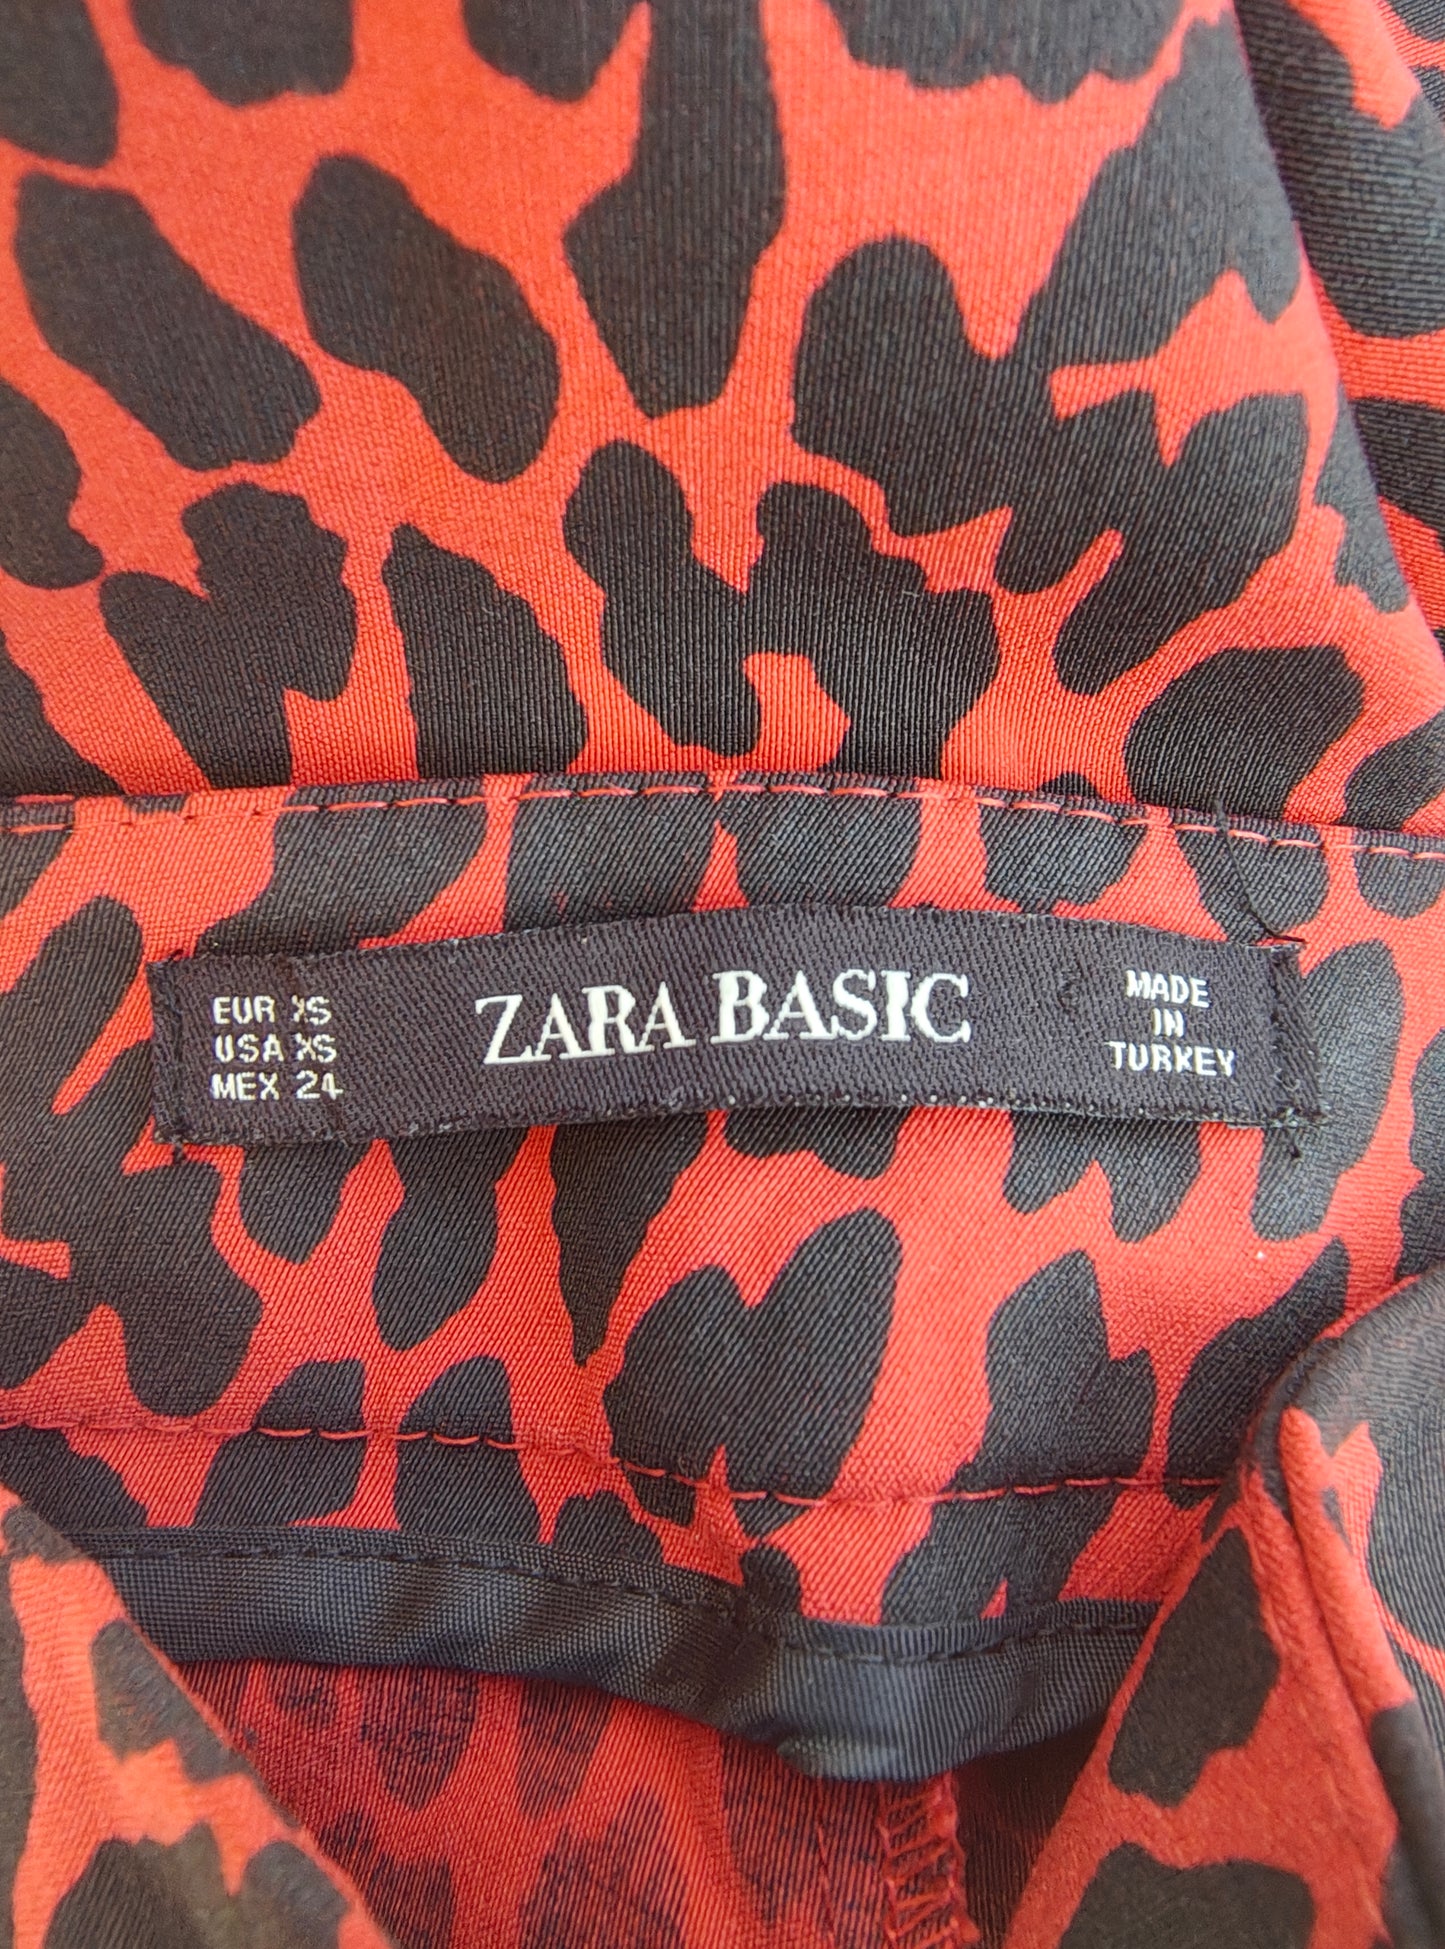 EUR XS
USA XS
MEX 24
ZARA BASIC
MADE
IN
TURKEY